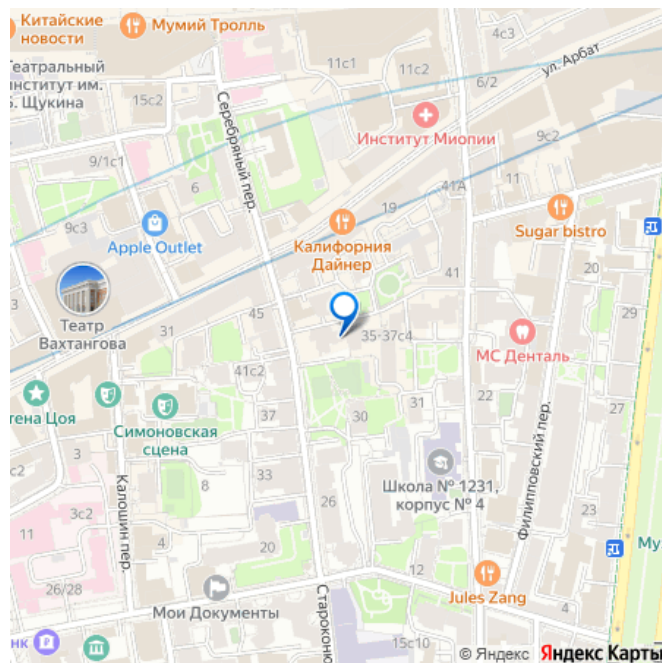 Китайские
новости
Мумий Тролль
11с1
11с2
4с3
ул. Арбат
Театральный
институт им.
Б. Щукина
15с2
6/2
Серебряный пер.
Институт Миопии
9с2
9/1с1
6
41А
11
19
Apple Outlet
Калифорния
Дайнер
Sugar bistro
9с3
41
20
Театр
Вахтангова
31
45
35-37с4
29
МС Денталь
41с2
22
27
тена Цоя
Симоновская
сцена
37
30
31
Филипповский пер.
3
Калошин пер.
33
8
Школа № 1231,
корпус № 4
3с2
26
23
11
4
20
Му
12
26/28
Мои Документы
Староконю
Jules Zang
4
нк
15с10
© Яндекс Яндекс Карты